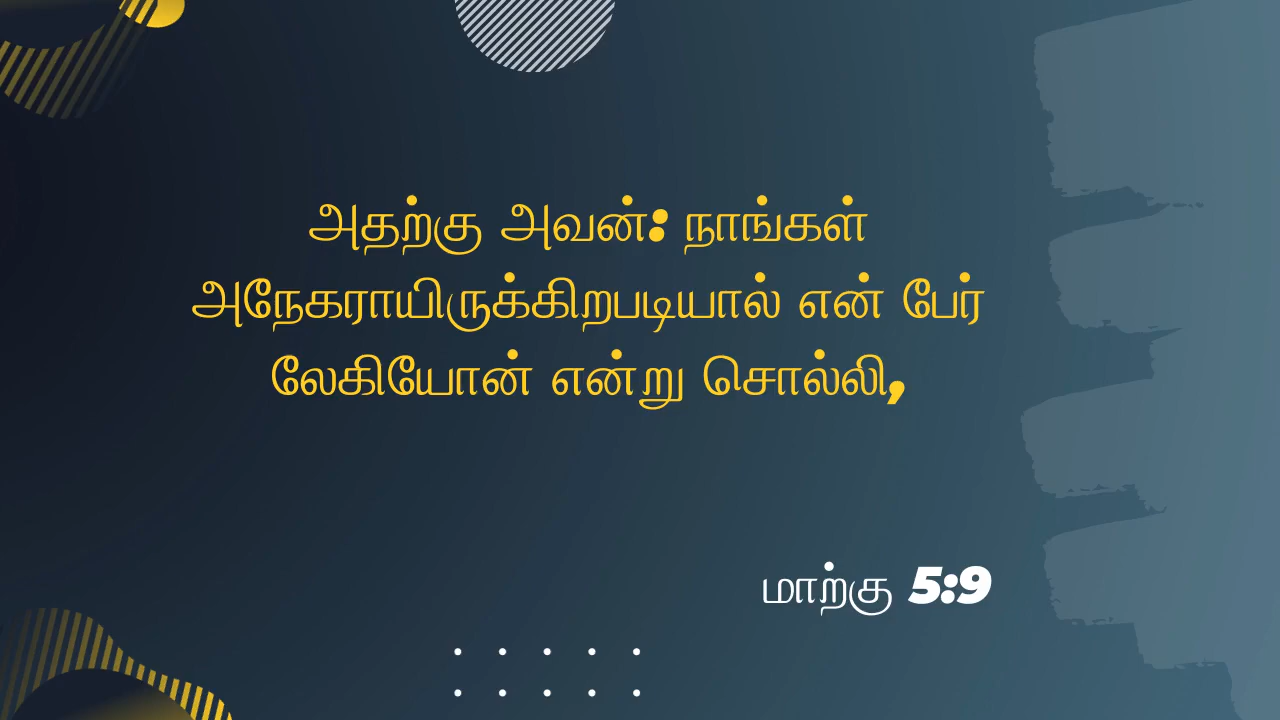 அதற்கு அவன்: நாங்கள்
அநேகராயிருக்கிறபடியால் என் பேர்
லேகியோன் என்று சொல்லி,
மாற்கு 5:9